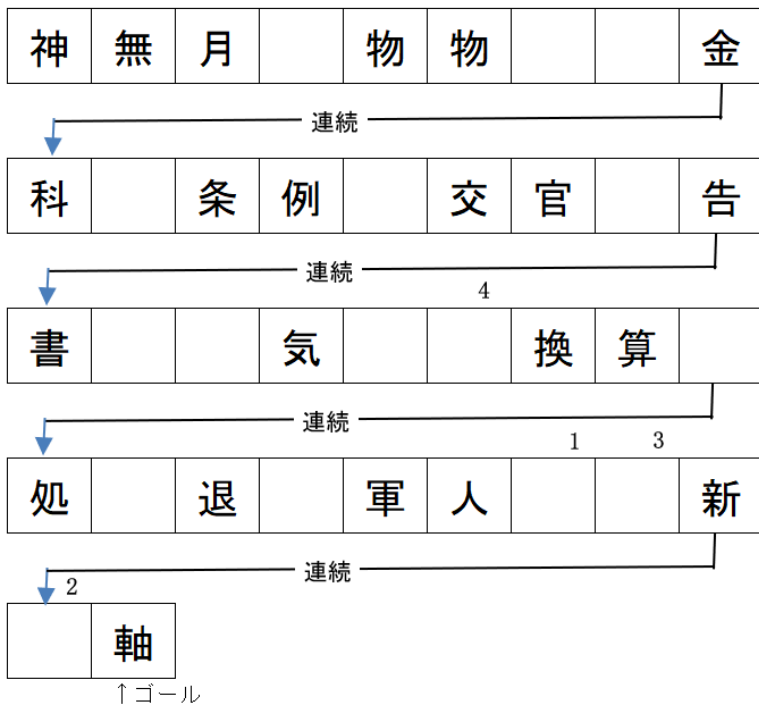 神無月 物物 金
連続
科 条例 交官 告
連続
4
書 気 換算
連続
1 3
処 退 軍人 新
連続
2
軸
↑ゴール